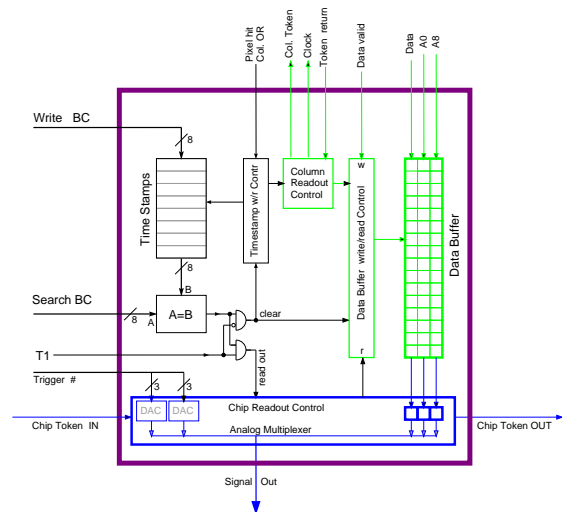 Pixel hit
Col. OR
Col. Token
Clock
Token return
Data valid
Data
A0
A8
Write BC
8
Time Stamps
Timestamp w/r Contr
Column
Readout
Control
w
Data Buffer write/read Control
r
Data Buffer
8
B
Search BC
8
A
A=B
clear
T1
read out
Trigger #
3
3
DAC
DAC
Chip Readout Control
Chip Token IN
Analog Multiplexer
Chip Token OUT
Signal Out